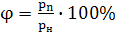 φ = pп/pн · 100%